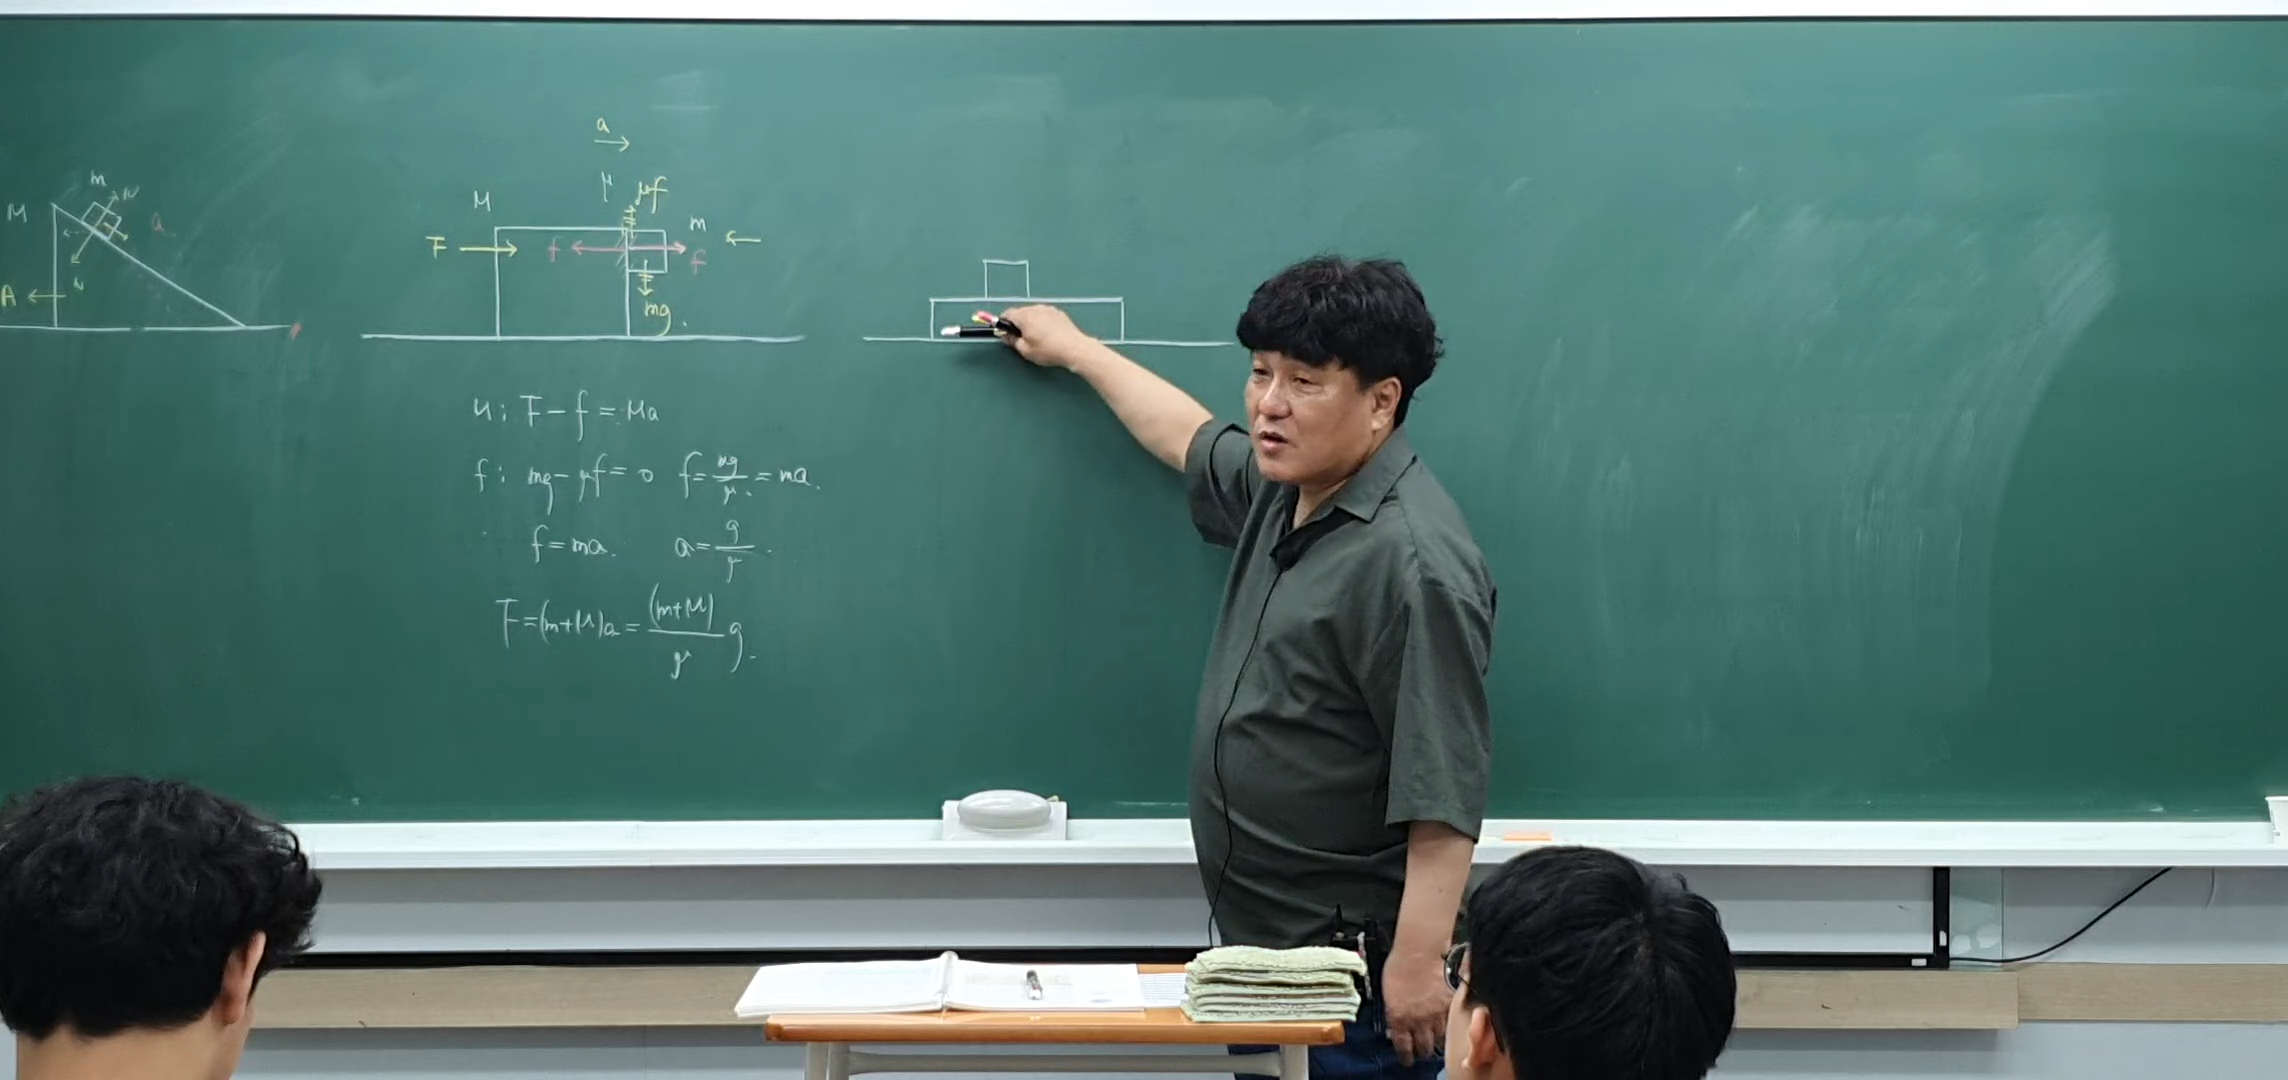 m
N
M
a
N
A
a
μ
μf
M
m
F
f
f
mg.
M: F - f = Ma
f: mg - μf = 0 f = mg/μ = ma.
f = ma. a = g/μ.
F = (m+M)a = (m+M)/μ g.